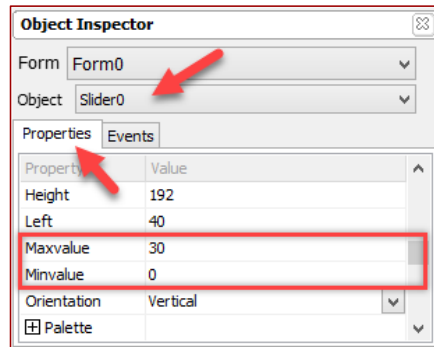 Object Inspector
Form Form0
Object Slider0
Properties Events
Property Value
Height 192
Left 40
Maxvalue 30
Minvalue 0
Orientation Vertical
Palette